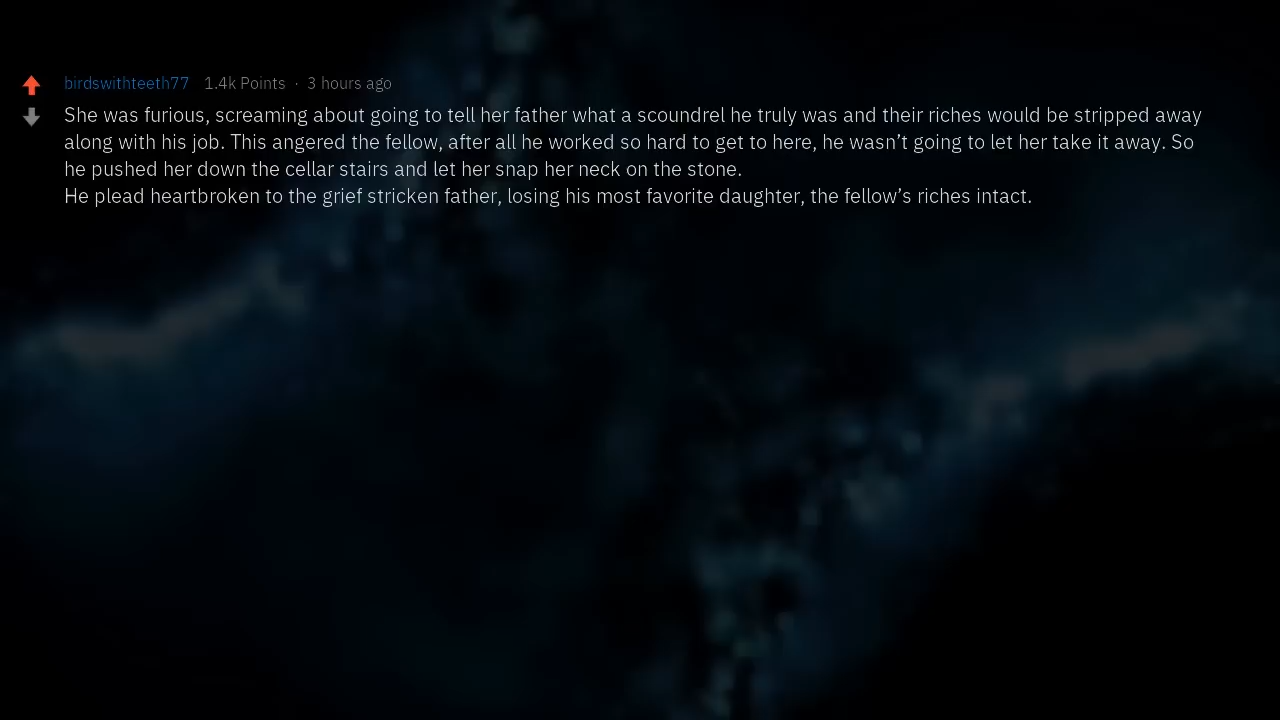 birdswithteeth77 1.4k Points · 3 hours ago
She was furious, screaming about going to tell her father what a scoundrel he truly was and their riches would be stripped away
along with his job. This angered the fellow, after all he worked so hard to get to here, he wasn’t going to let her take it away. So
he pushed her down the cellar stairs and let her snap her neck on the stone.
He plead heartbroken to the grief stricken father, losing his most favorite daughter, the fellow’s riches intact.